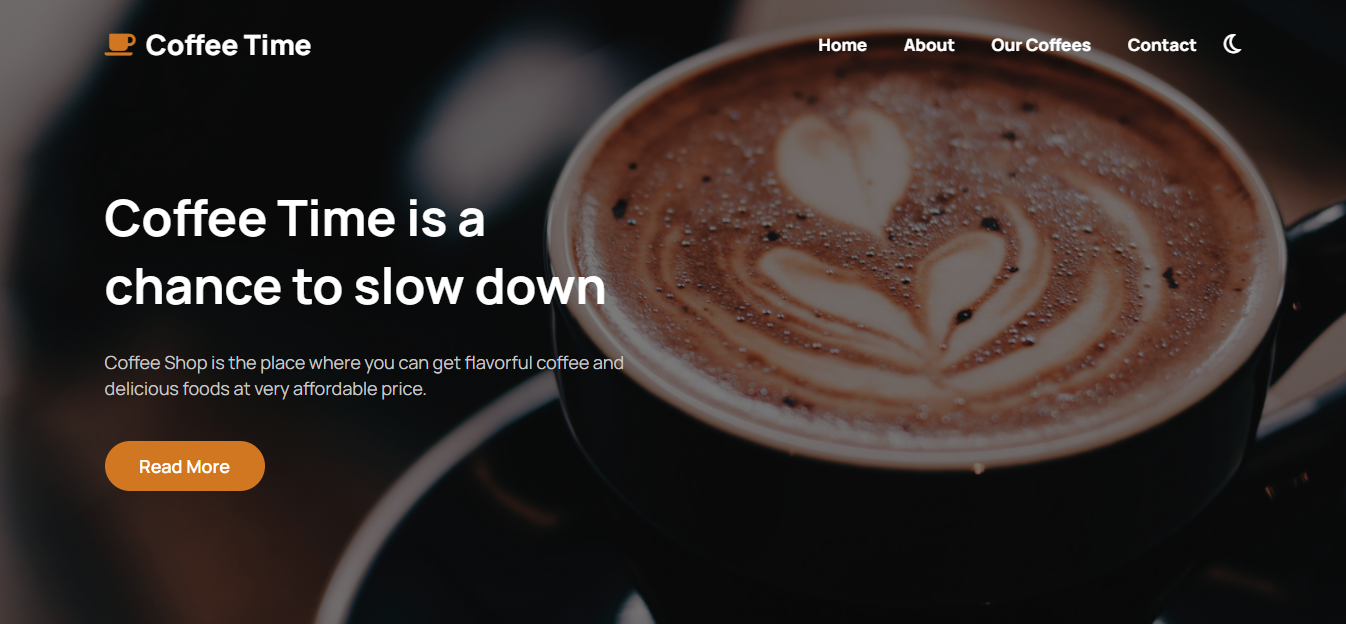 Coffee Time
Home About Our Coffees Contact
Coffee Time is a
chance to slow down
Coffee Shop is the place where you can get flavorful coffee and
delicious foods at very affordable price.
Read More